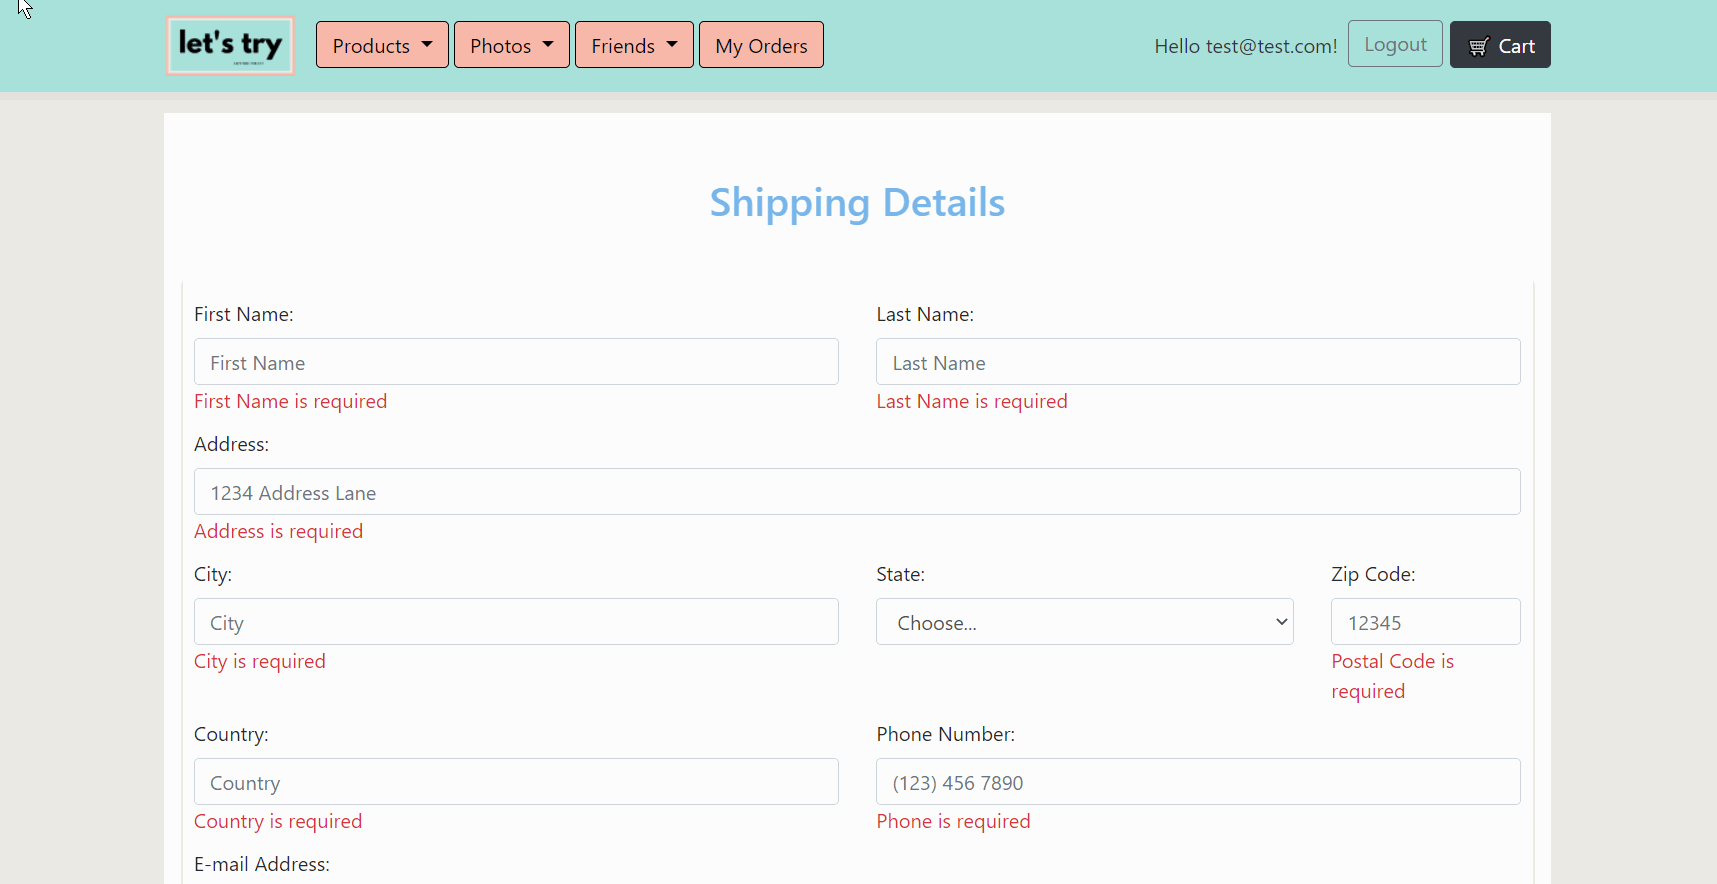 let's try
Products
Photos
Friends
My Orders
Hello test@test.com!
Logout
Cart
Shipping Details
First Name:
Last Name:
First Name
Last Name
First Name is required
Last Name is required
Address:
1234 Address Lane
Address is required
City:
State:
Zip Code:
City
Choose...
12345
City is required
Postal Code is
required
Country:
Phone Number:
Country
(123) 456 7890
Country is required
Phone is required
E-mail Address: